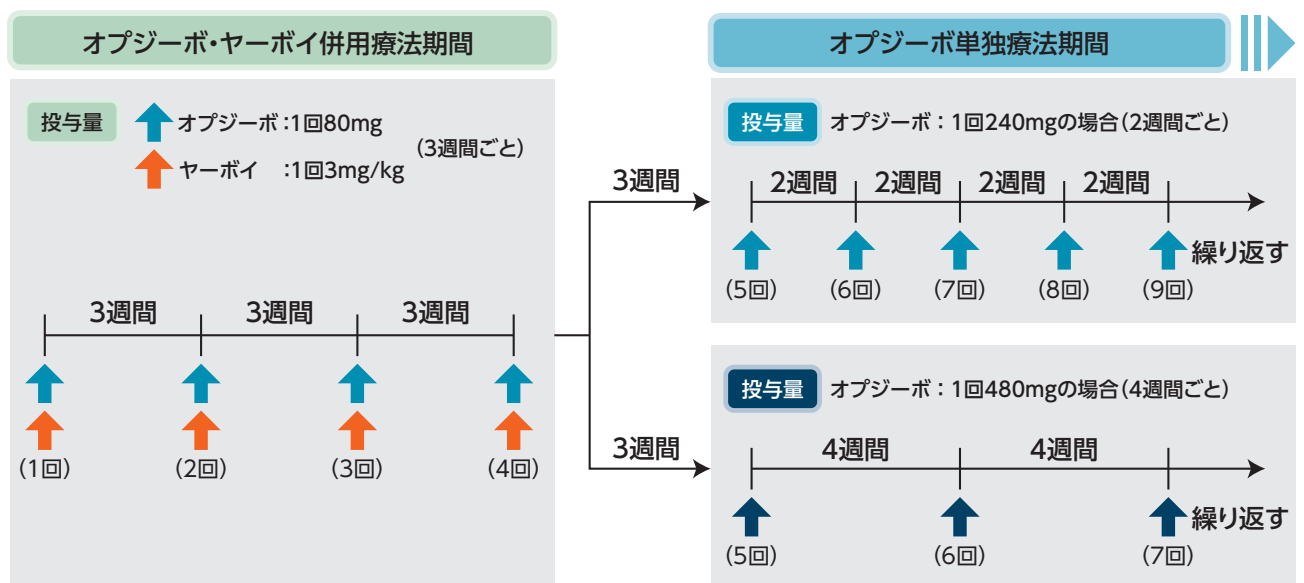 オプジーボ・ヤーボイ併用療法期間
投与量
オプジーボ：1回80mg
ヤーボイ　：1回3mg/kg
（3週間ごと）
3週間 3週間 3週間
（1回） （2回） （3回） （4回）
3週間
3週間
オプジーボ単独療法期間
投与量 オプジーボ：1回240mgの場合（2週間ごと）
2週間 2週間 2週間 2週間
繰り返す
（5回） （6回） （7回） （8回） （9回）
投与量 オプジーボ：1回480mgの場合（4週間ごと）
4週間 4週間
繰り返す
（5回） （6回） （7回）